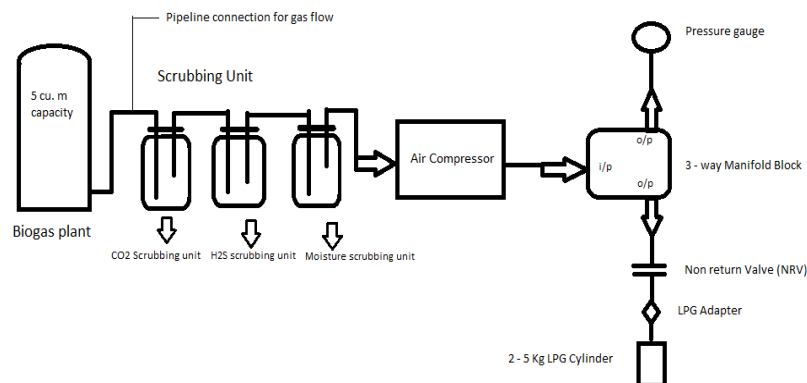 Pipeline connection for gas flow
Pressure gauge
Scrubbing Unit
5 cu. m
capacity
Air Compressor
o/p
i/p
o/p
3 - way Manifold Block
Biogas plant
CO2 Scrubbing unit
H2S scrubbing unit
Moisture scrubbing unit
Non return Valve (NRV)
LPG Adapter
2 - 5 Kg LPG Cylinder